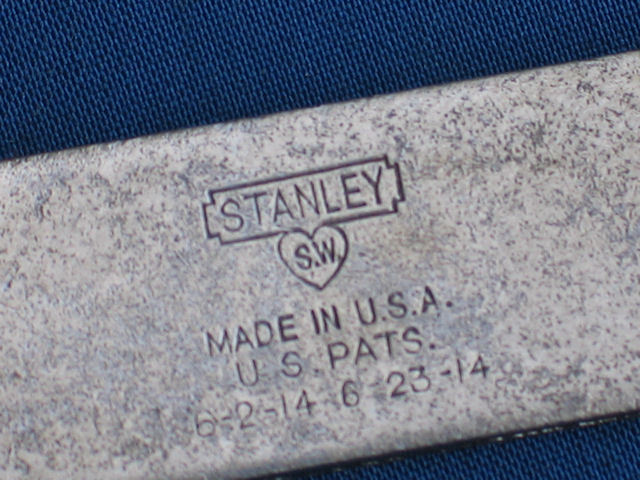 STANLEY
S.W.
MADE IN U.S.A.
U.S. PATS.
6-2-14 6-23-14